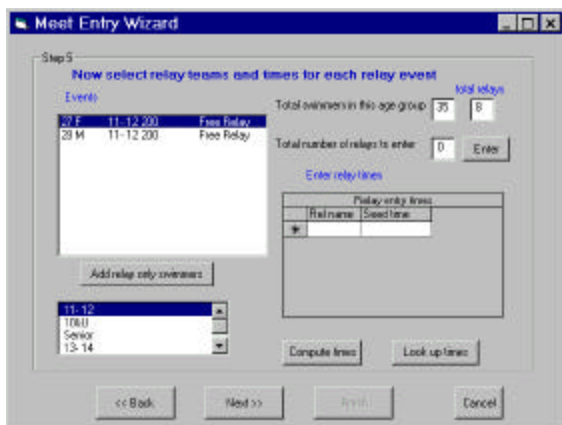 Meet Entry Wizard
Step 5
Now select relay teams and times for each relay event
Events
total relays
Total swimmers in this age group 35 8
27 F 11-12 200 Free Relay
28 M 11-12 200 Free Relay
Total number of relays to enter 0 Enter
Enter relay times
Relay entry times
Rel name Seed time
Add relay only swimmers
11-12
10&U
Senior
13-14
Compute times
Look up times
<< Back
Next >>
Finish
Cancel